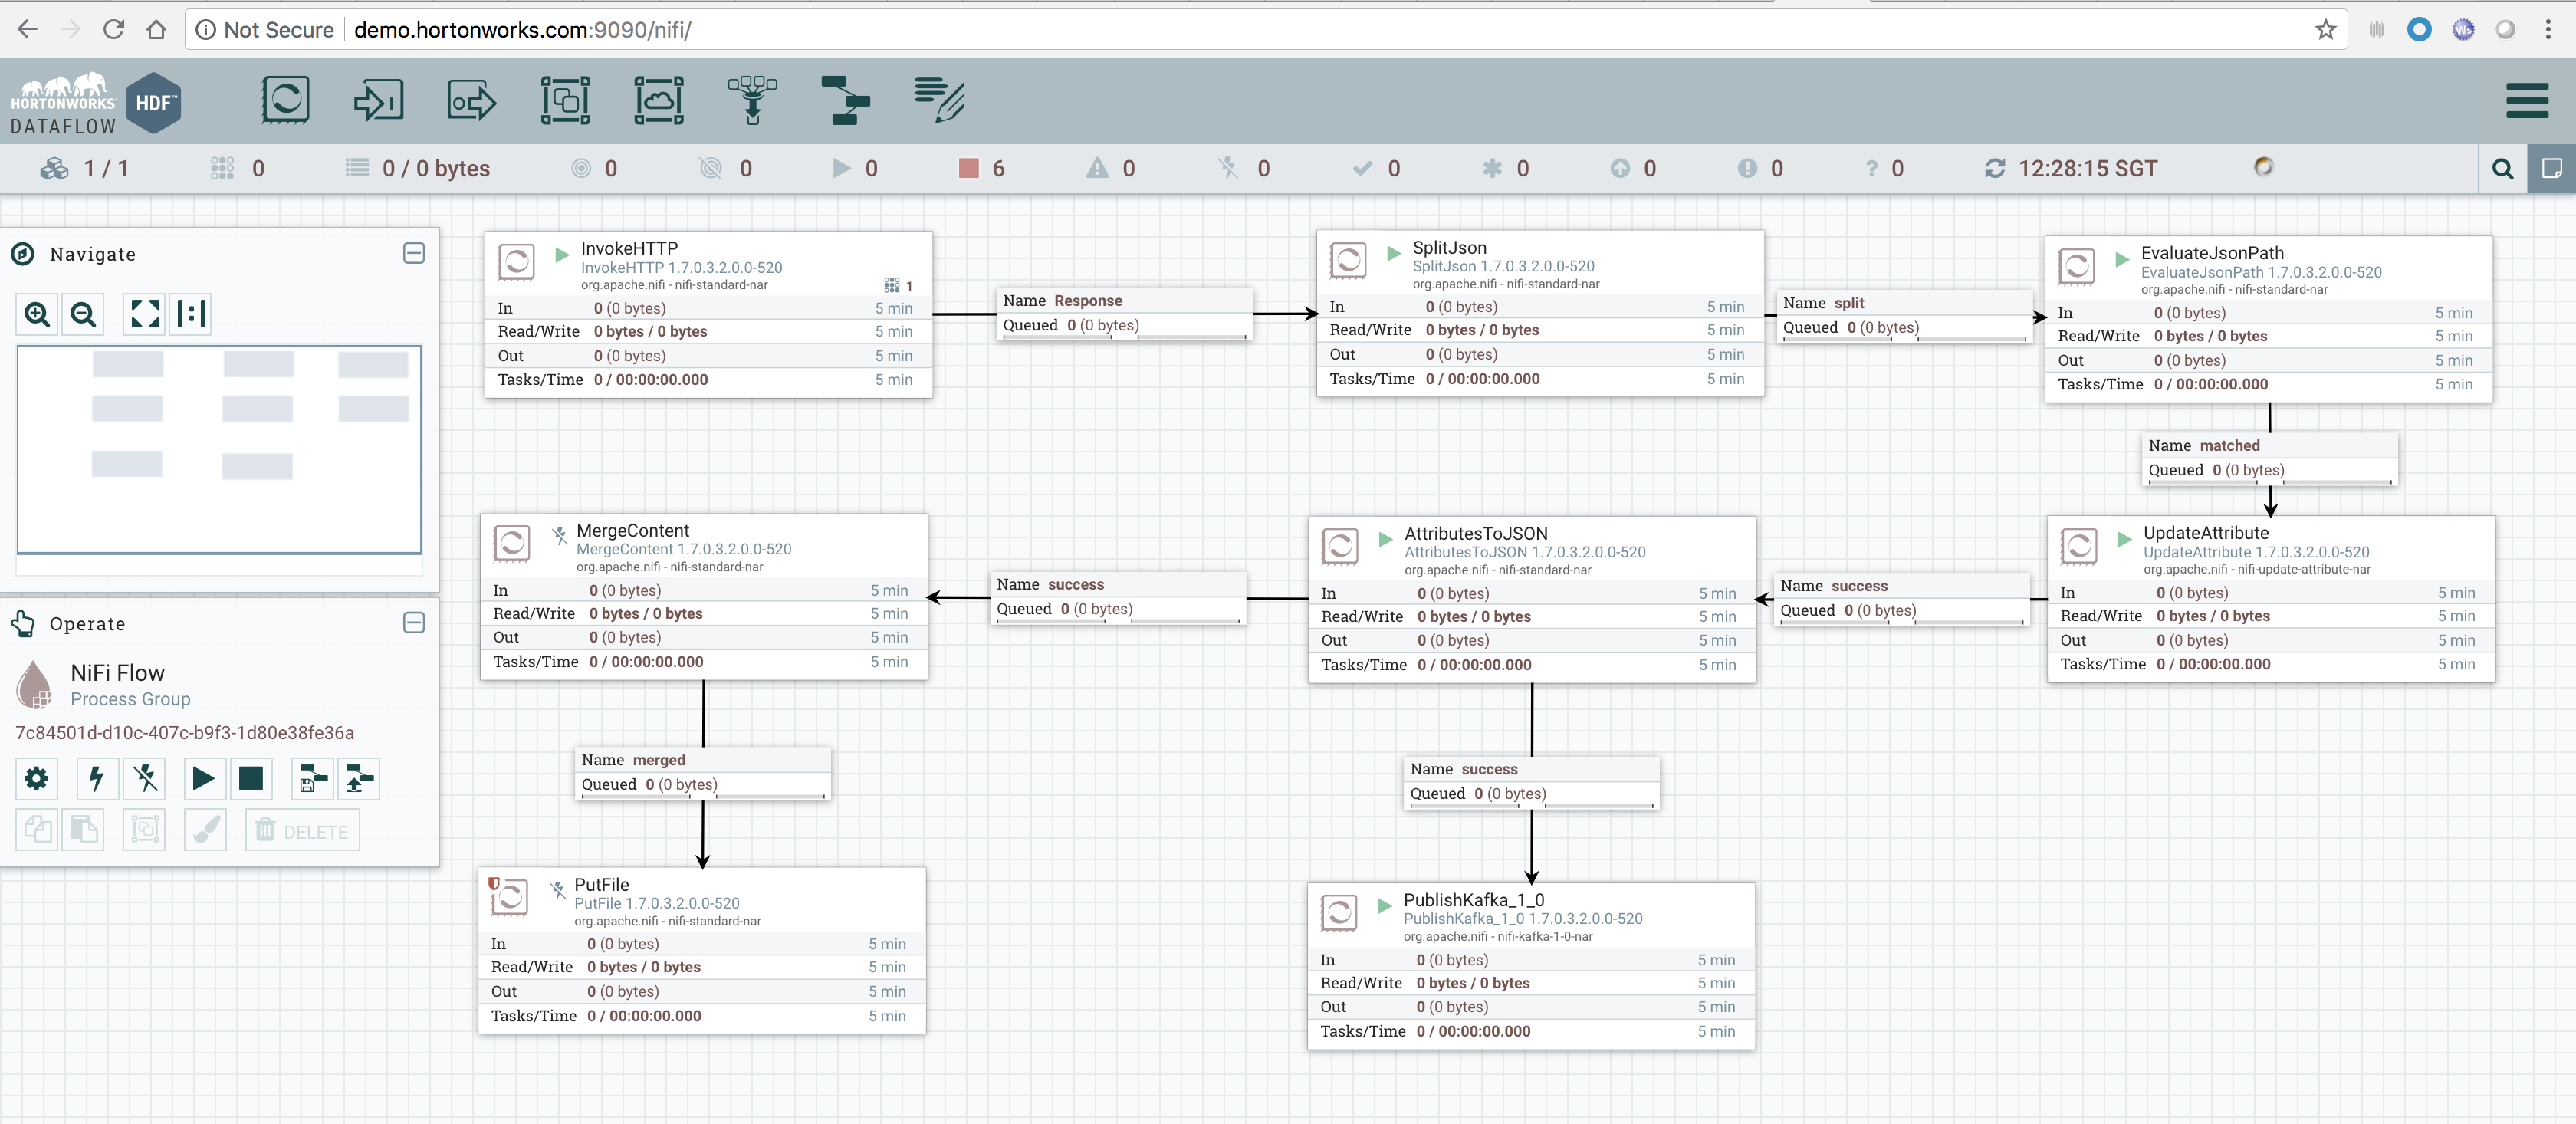 Not Secure | demo.hortonworks.com:9090/nifi/
HORTONWORKS
DATAFLOW
HDF™
1 / 1 0 0 / 0 bytes 0 0 0 6 0 0 0 0 0 0 ? 0 12:28:15 SGT
Navigate
Operate
NiFi Flow
Process Group
7c84501d-d10c-407c-b9f3-1d80e38fe36a
DELETE
InvokeHTTP
InvokeHTTP 1.7.0.3.2.0.0-520
org.apache.nifi - nifi-standard-nar
1
In 0 (0 bytes) 5 min
Read/Write 0 bytes / 0 bytes 5 min
Out 0 (0 bytes) 5 min
Tasks/Time 0 / 00:00:00.000 5 min
Name Response
Queued 0 (0 bytes)
SplitJson
SplitJson 1.7.0.3.2.0.0-520
org.apache.nifi - nifi-standard-nar
In 0 (0 bytes) 5 min
Read/Write 0 bytes / 0 bytes 5 min
Out 0 (0 bytes) 5 min
Tasks/Time 0 / 00:00:00.000 5 min
Name split
Queued 0 (0 bytes)
EvaluateJsonPath
EvaluateJsonPath 1.7.0.3.2.0.0-520
org.apache.nifi - nifi-standard-nar
In 0 (0 bytes) 5 min
Read/Write 0 bytes / 0 bytes 5 min
Out 0 (0 bytes) 5 min
Tasks/Time 0 / 00:00:00.000 5 min
Name matched
Queued 0 (0 bytes)
MergeContent
MergeContent 1.7.0.3.2.0.0-520
org.apache.nifi - nifi-standard-nar
In 0 (0 bytes) 5 min
Read/Write 0 bytes / 0 bytes 5 min
Out 0 (0 bytes) 5 min
Tasks/Time 0 / 00:00:00.000 5 min
Name success
Queued 0 (0 bytes)
AttributesToJSON
AttributesToJSON 1.7.0.3.2.0.0-520
org.apache.nifi - nifi-standard-nar
In 0 (0 bytes) 5 min
Read/Write 0 bytes / 0 bytes 5 min
Out 0 (0 bytes) 5 min
Tasks/Time 0 / 00:00:00.000 5 min
Name success
Queued 0 (0 bytes)
UpdateAttribute
UpdateAttribute 1.7.0.3.2.0.0-520
org.apache.nifi - nifi-update-attribute-nar
In 0 (0 bytes) 5 min
Read/Write 0 bytes / 0 bytes 5 min
Out 0 (0 bytes) 5 min
Tasks/Time 0 / 00:00:00.000 5 min
Name merged
Queued 0 (0 bytes)
Name success
Queued 0 (0 bytes)
PutFile
PutFile 1.7.0.3.2.0.0-520
org.apache.nifi - nifi-standard-nar
In 0 (0 bytes) 5 min
Read/Write 0 bytes / 0 bytes 5 min
Out 0 (0 bytes) 5 min
Tasks/Time 0 / 00:00:00.000 5 min
PublishKafka_1_0
PublishKafka_1_0 1.7.0.3.2.0.0-520
org.apache.nifi - nifi-kafka-1-0-nar
In 0 (0 bytes) 5 min
Read/Write 0 bytes / 0 bytes 5 min
Out 0 (0 bytes) 5 min
Tasks/Time 0 / 00:00:00.000 5 min